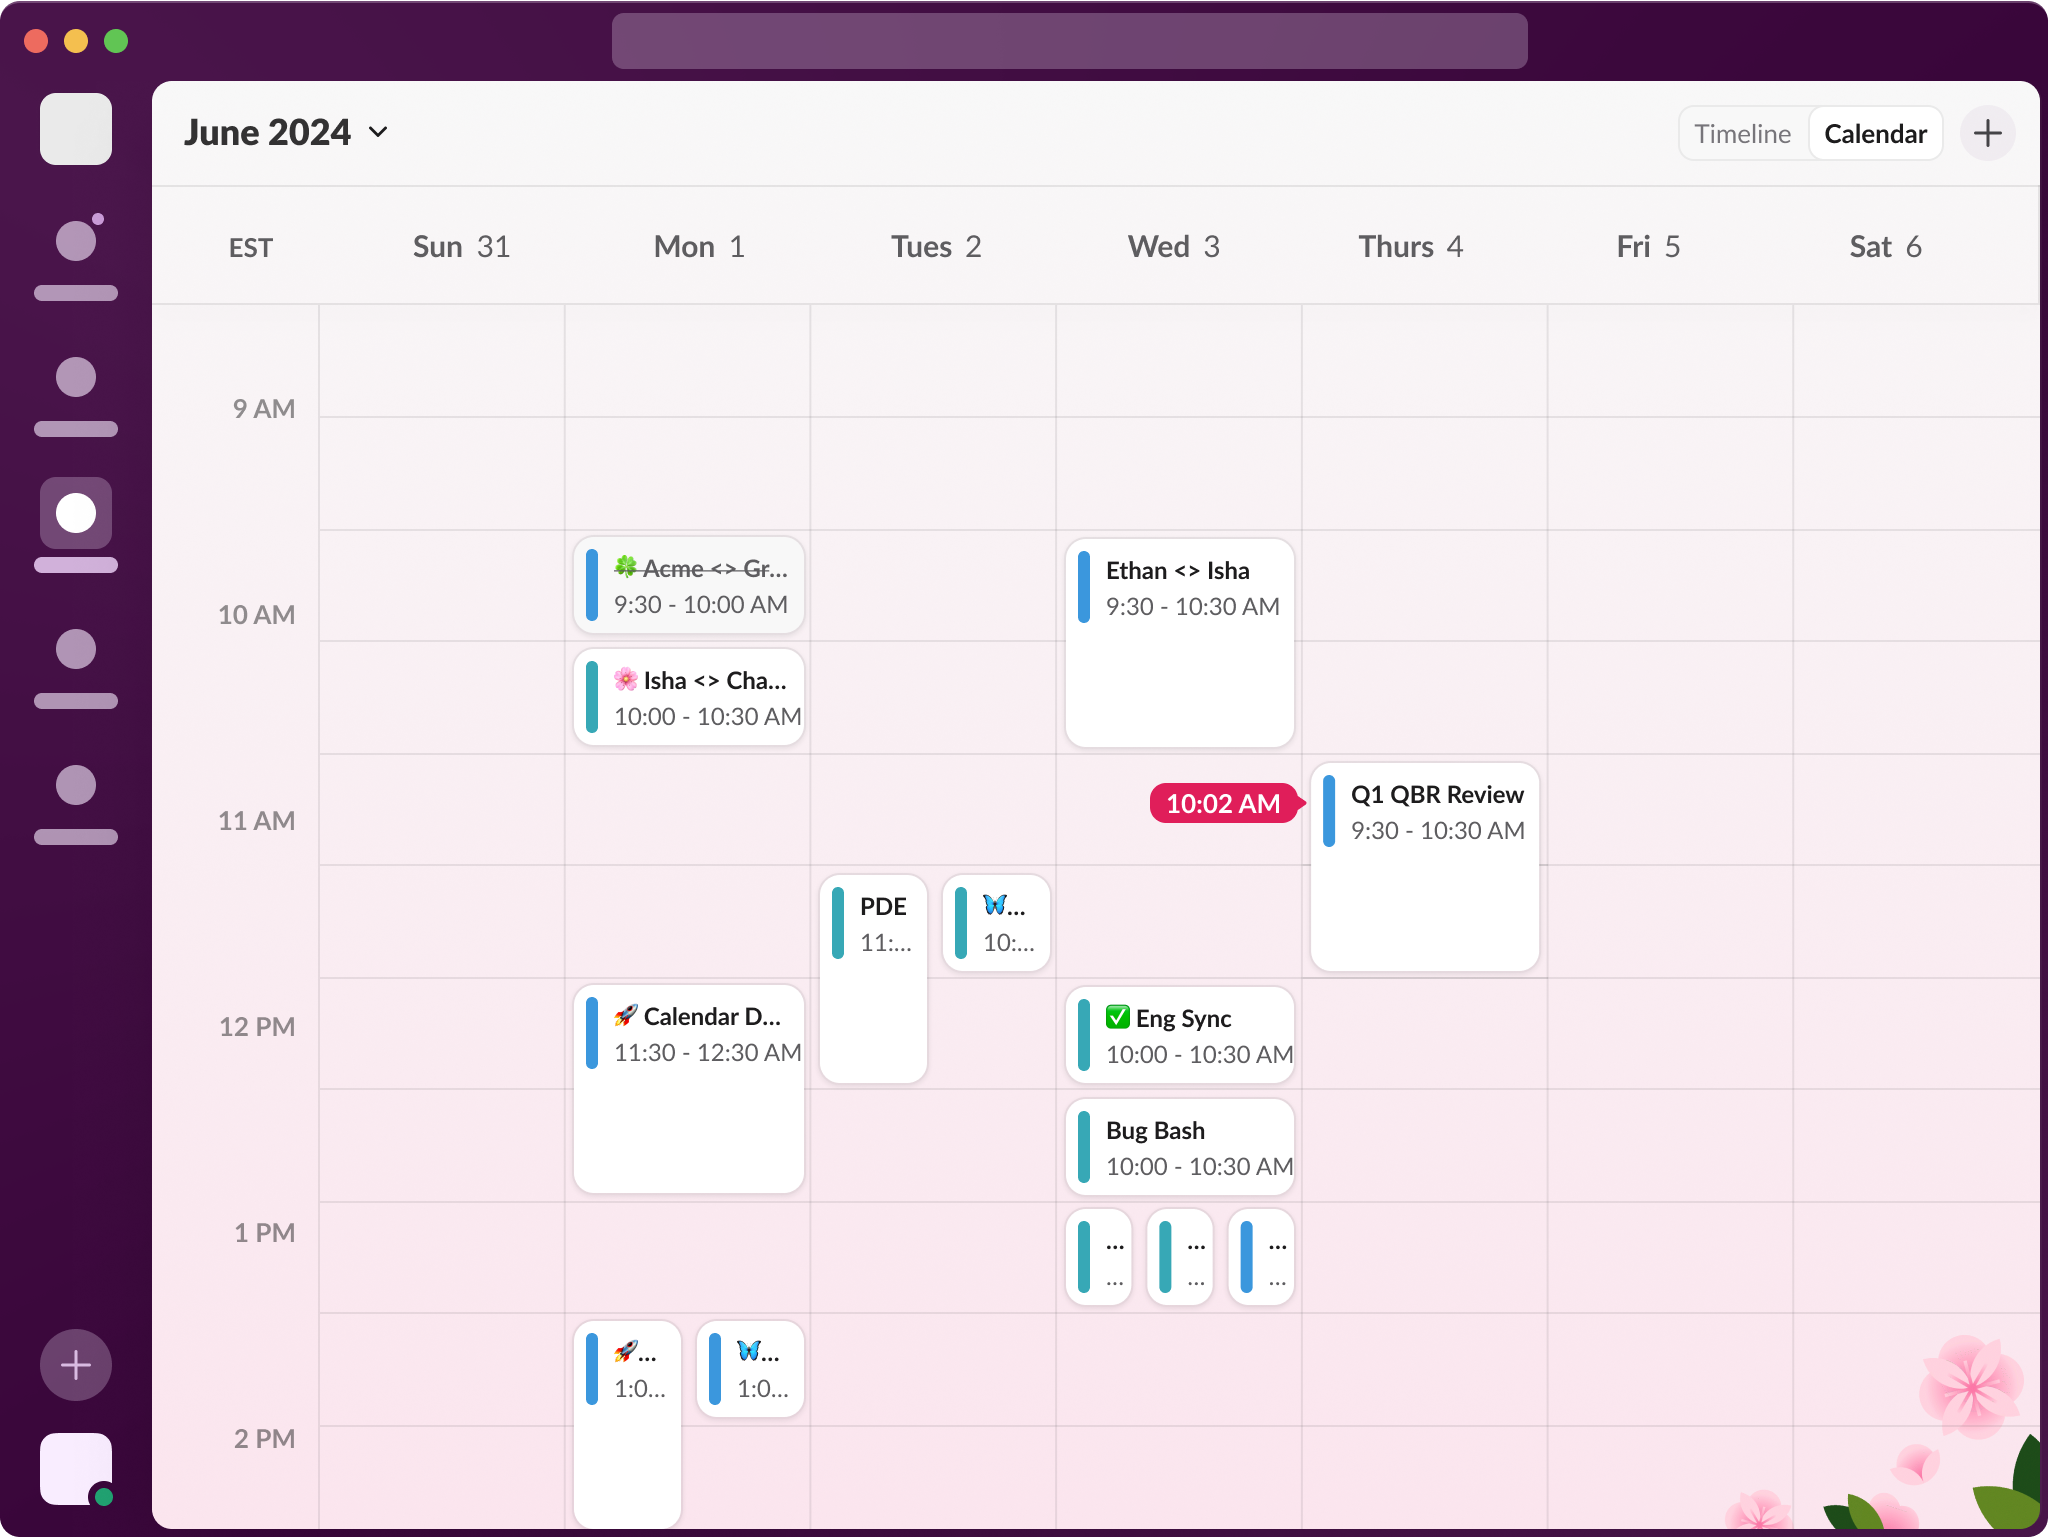 June 2024
Timeline
Calendar
EST
Sun 31
Mon 1
Tues 2
Wed 3
Thurs 4
Fri 5
Sat 6
9 AM
10 AM
11 AM
12 PM
1 PM
2 PM
🍀 Acme <> Gr...
9:30 - 10:00 AM
🌸 Isha <> Cha...
10:00 - 10:30 AM
🚀 Calendar D...
11:30 - 12:30 AM
🚀...
1:0...
🦋...
1:0...
PDE
11:...
🦋...
10:...
Ethan <> Isha
9:30 - 10:30 AM
10:02 AM
✅ Eng Sync
10:00 - 10:30 AM
Bug Bash
10:00 - 10:30 AM
...
...
...
...
...
...
Q1 QBR Review
9:30 - 10:30 AM